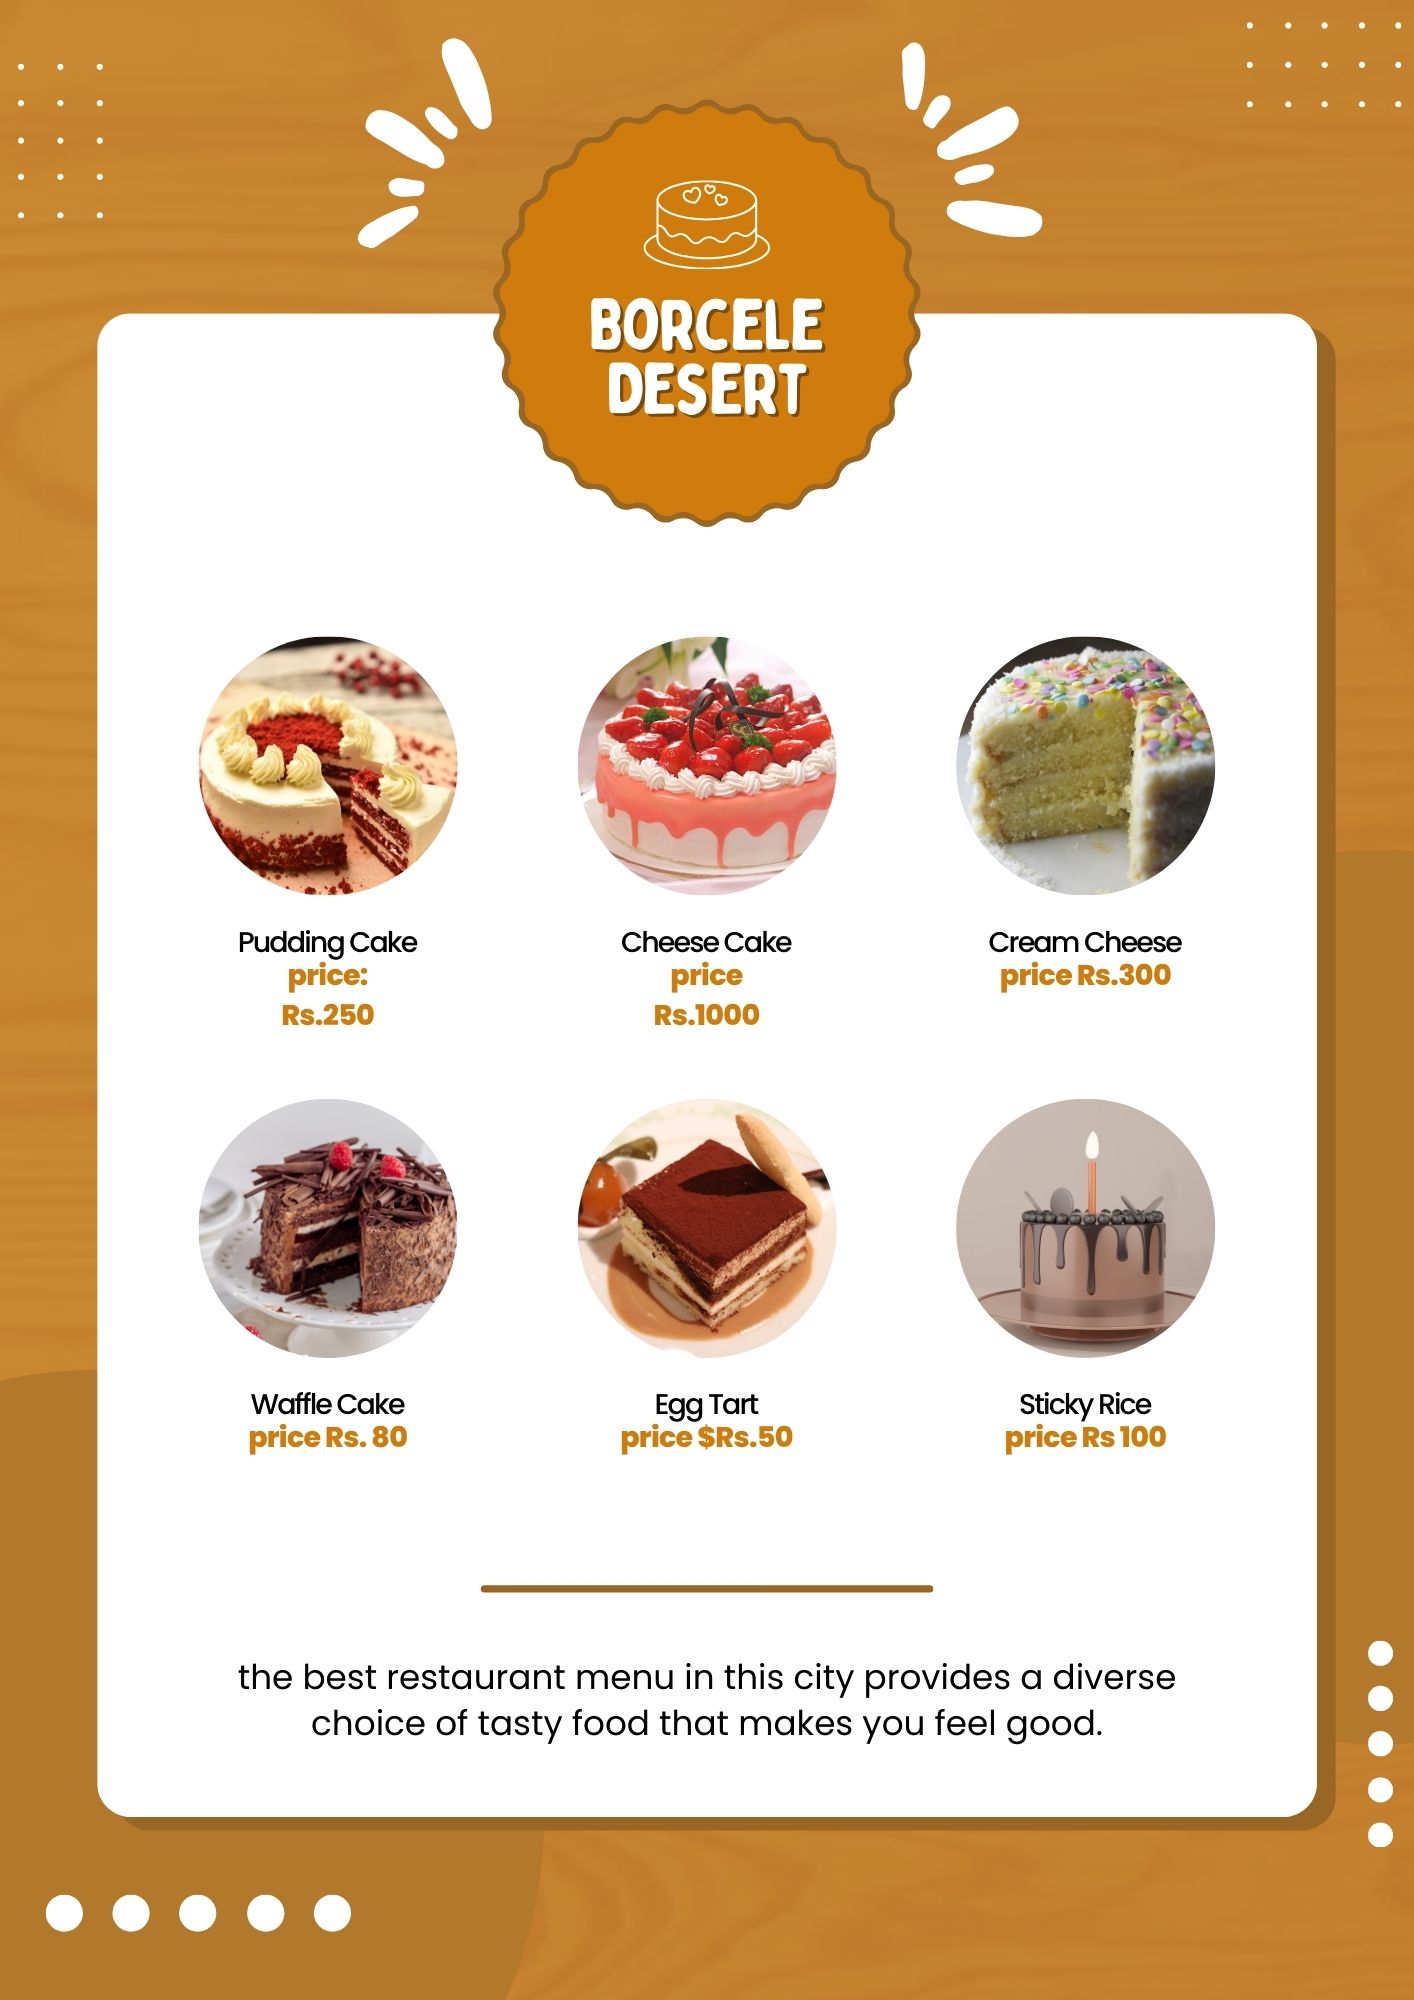 BORCELE
DESERT
Pudding Cake
price:
Rs.250
Cheese Cake
price
Rs.1000
Cream Cheese
price Rs.300
Waffle Cake
price Rs. 80
Egg Tart
price $Rs.50
Sticky Rice
price Rs 100
the best restaurant menu in this city provides a diverse
choice of tasty food that makes you feel good.